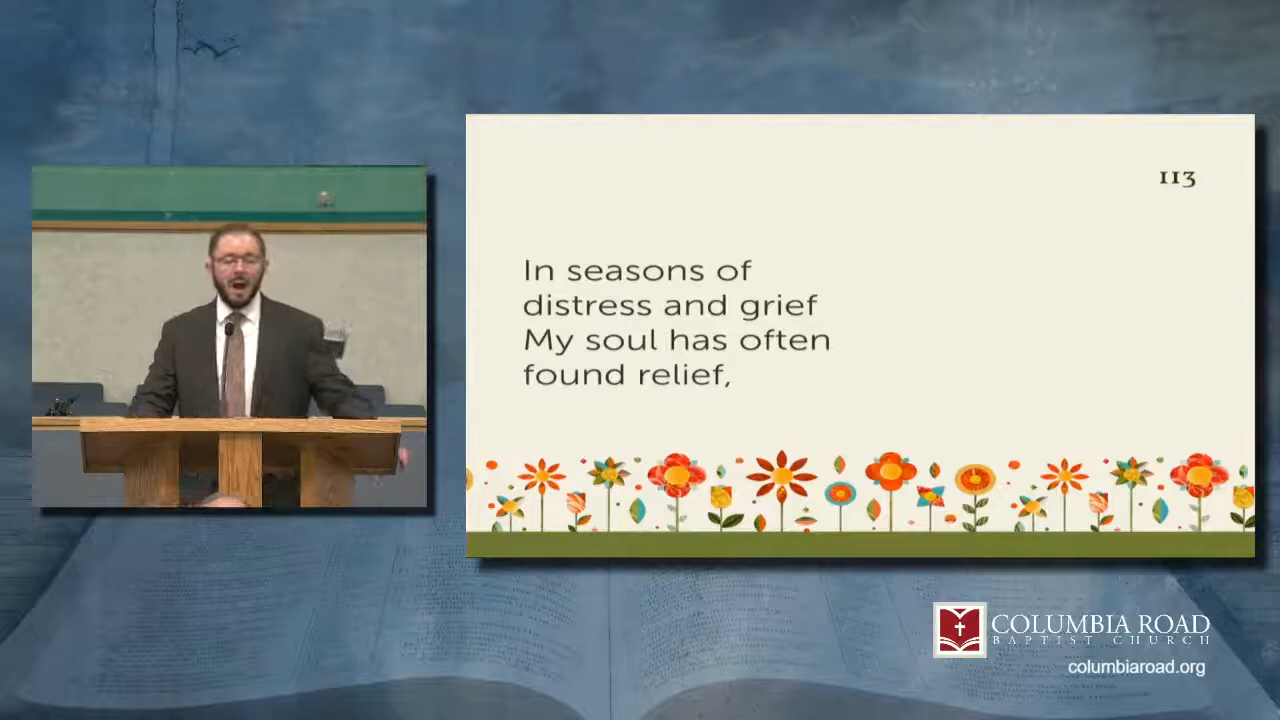 113
In seasons of
distress and grief
My soul has often
found relief,
COLUMBIA ROAD
BAPTIST CHURCH
columbiaroad.org